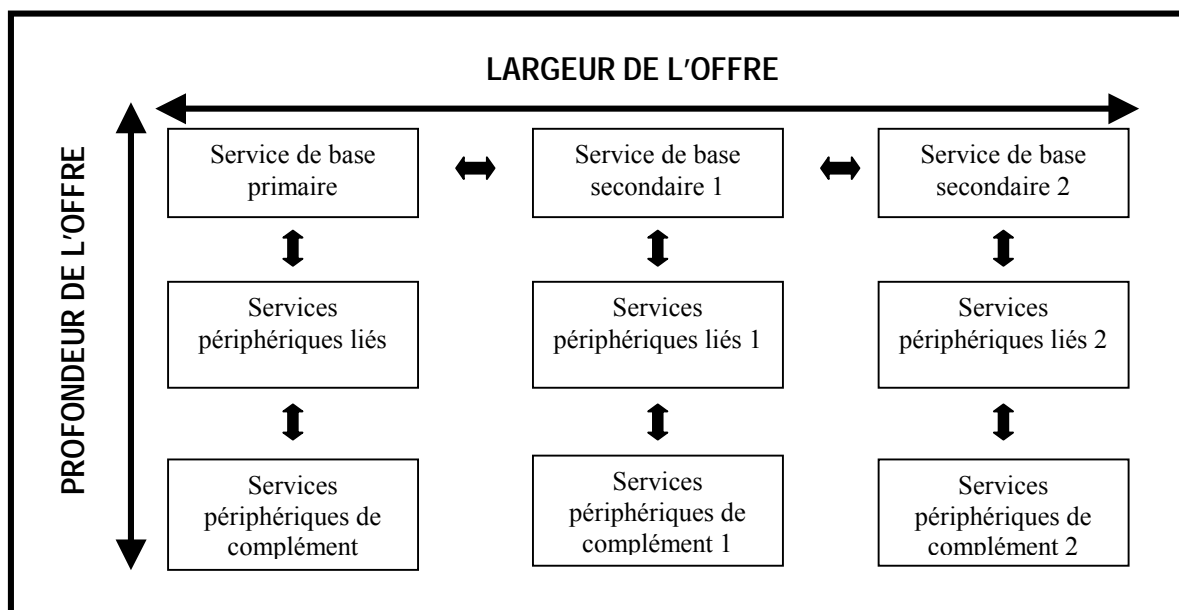 LARGEUR DE L'OFFRE
PROFONDEUR DE L'OFFRE
Service de base
primaire
Service de base
secondaire 1
Service de base
secondaire 2
Services
périphériques liés
Services
périphériques liés 1
Services
périphériques liés 2
Services
périphériques de
complément
Services
périphériques de
complément 1
Services
périphériques de
complément 2